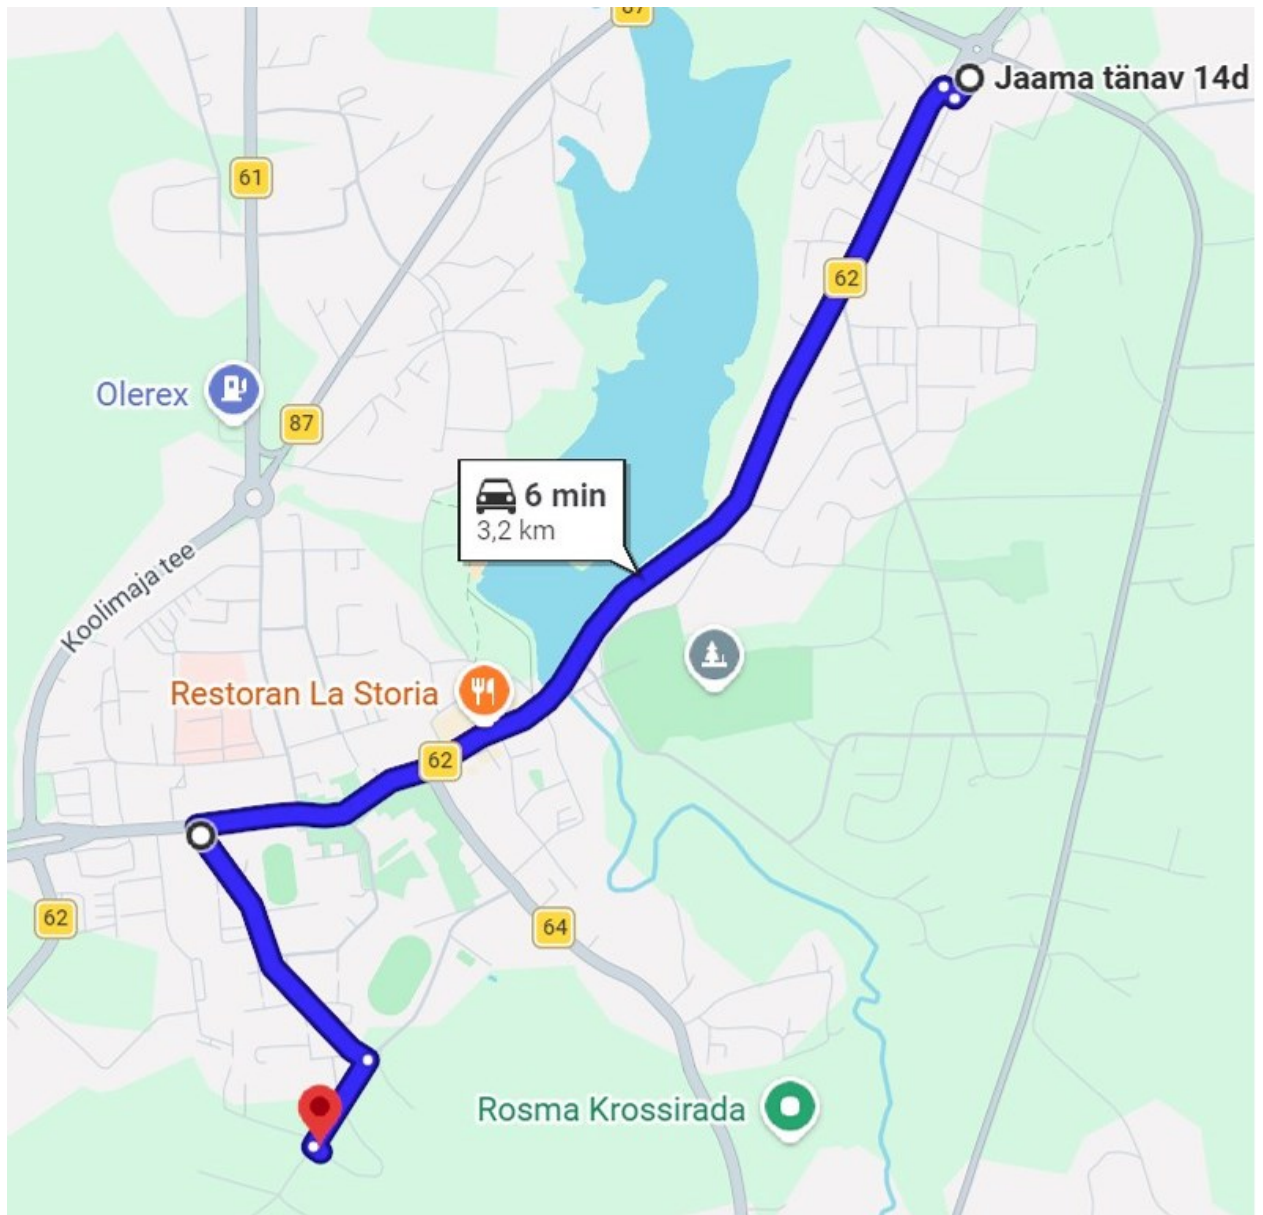 87
Jaama tänav 14d
61
62
Olerex
87
6 min
3,2 km
Koolimaja tee
Restoran La Storia
62
62
64
Rosma Krossirada